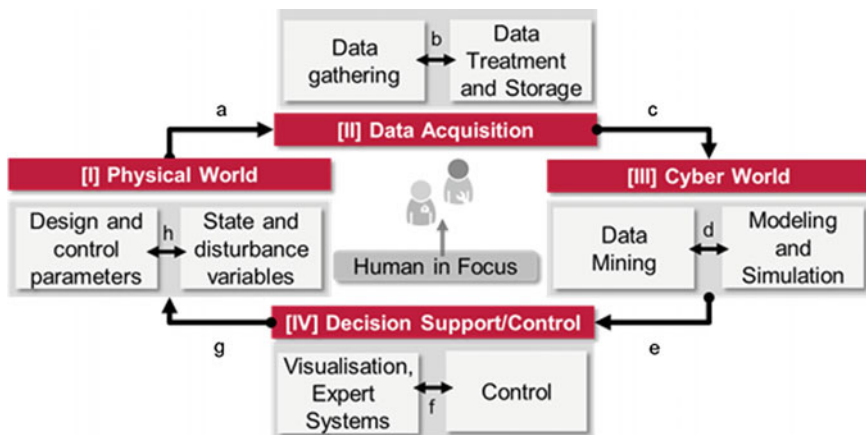 Data
gathering
b
Data
Treatment
and Storage
a
[II] Data Acquisition
c
[I] Physical World
[III] Cyber World
Design and
control
parameters
h
State and
disturbance
variables
Human in Focus
Data
Mining
d
Modeling
and
Simulation
[IV] Decision Support/Control
g
e
Visualisation,
Expert
Systems
f
Control